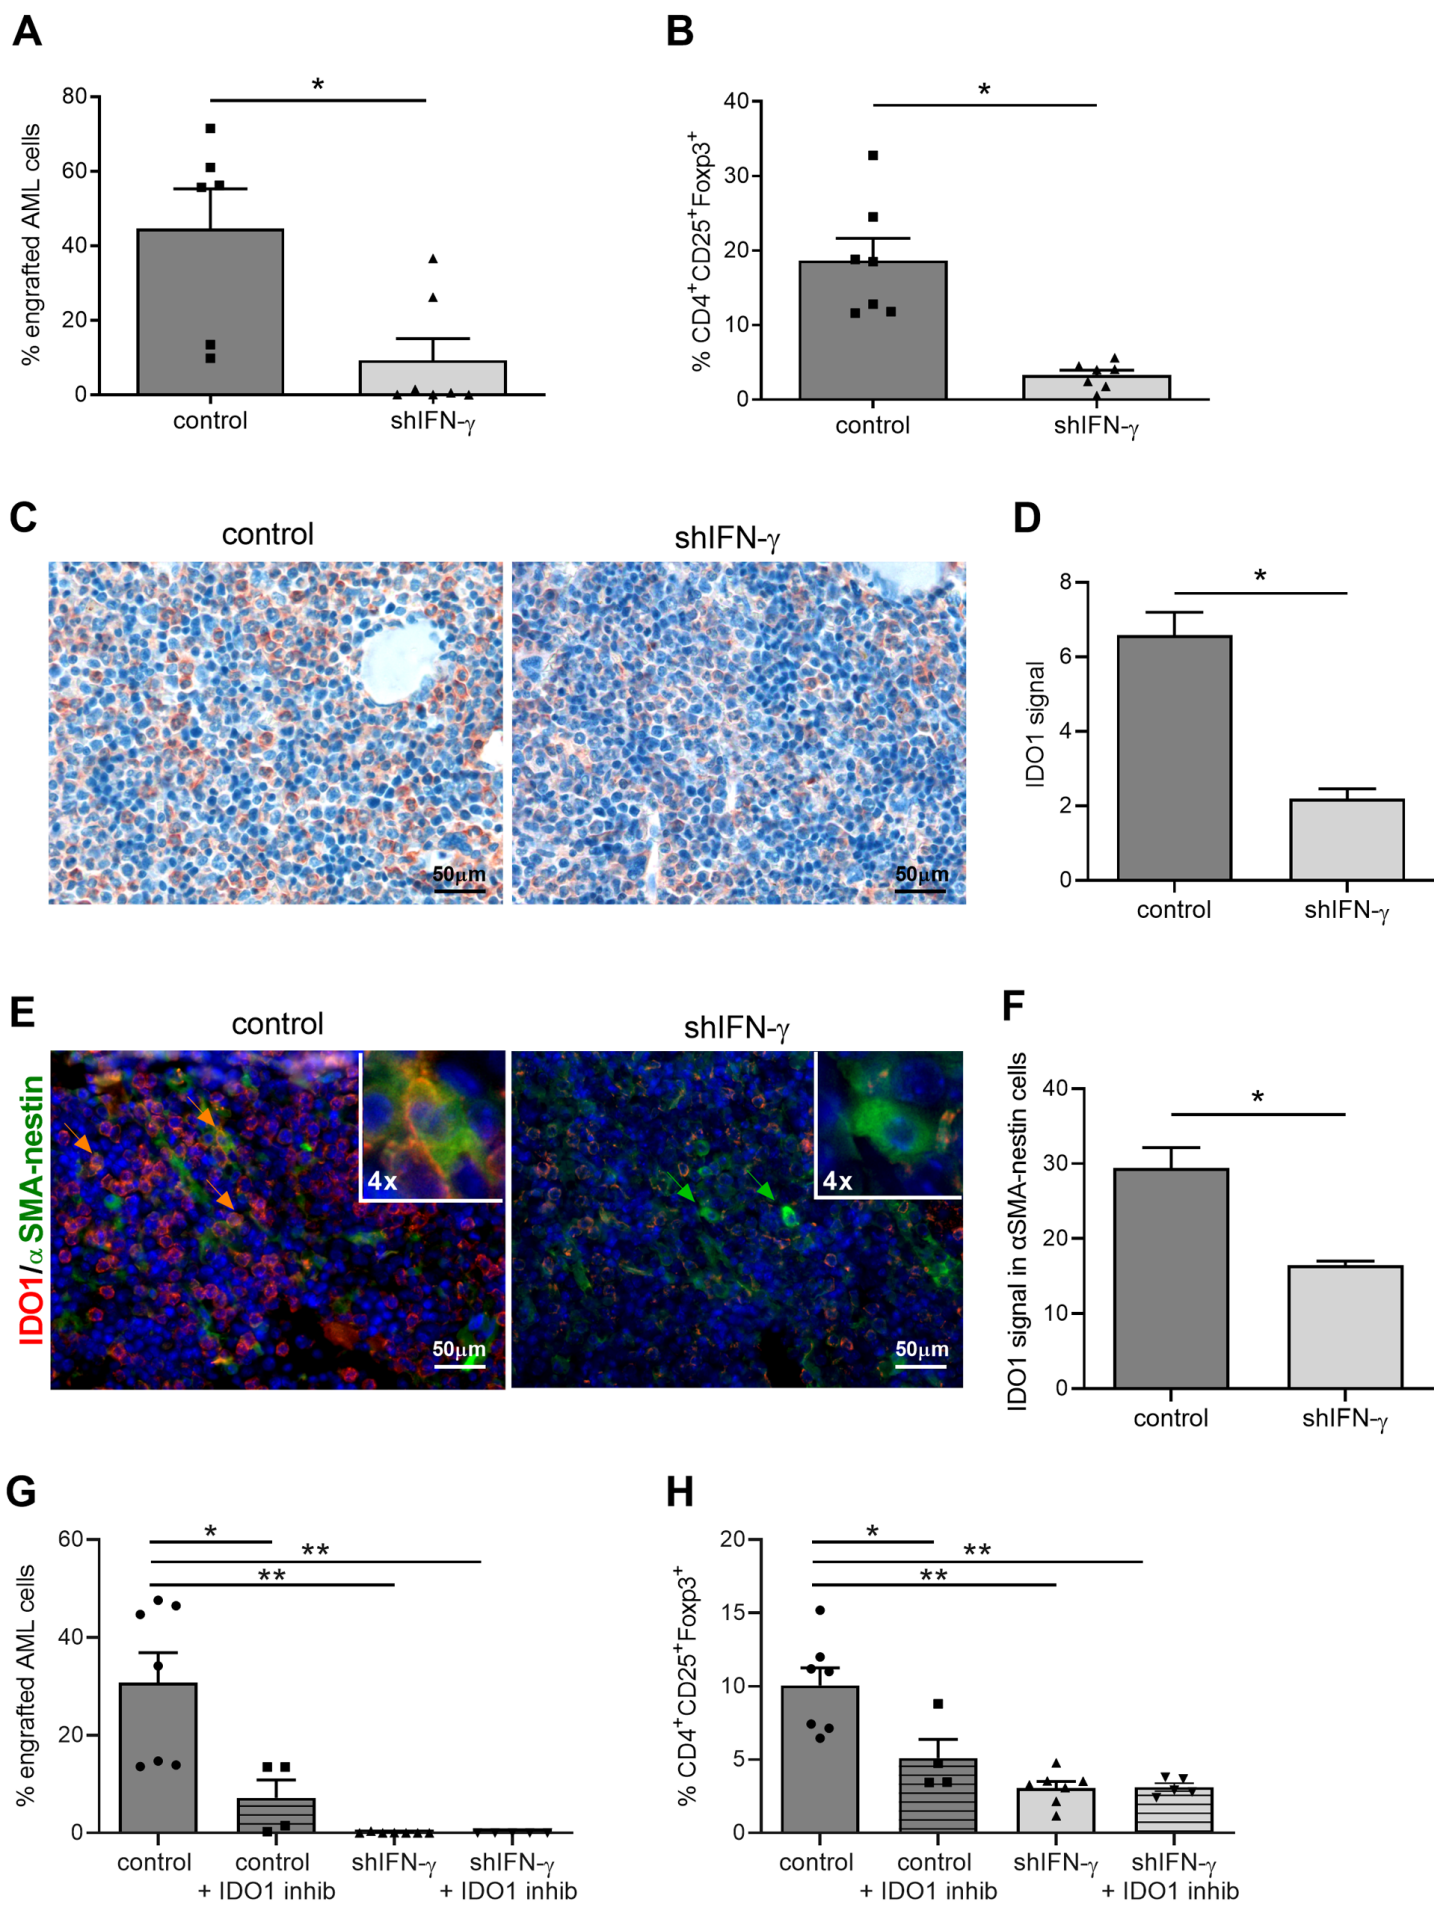 A
% engrafted AML cells
80
60
40
20
0
*
control
shIFN-γ
B
% CD4+CD25+Foxp3+
40
30
20
10
0
*
control
shIFN-γ
C
control
shIFN-γ
50μm
50μm
D
IDO1 signal
8
6
4
2
0
*
control
shIFN-γ
E
IDO1/α SMA-nestin
control
shIFN-γ
4x
4x
50μm
50μm
F
IDO1 signal in αSMA-nestin cells
40
30
20
10
0
*
control
shIFN-γ
G
% engrafted AML cells
60
40
20
0
*
**
**
control
control
+ IDO1 inhib
shIFN-γ
shIFN-γ
+ IDO1 inhib
H
% CD4+CD25+Foxp3+
20
15
10
5
0
*
**
**
control
control
+ IDO1 inhib
shIFN-γ
shIFN-γ
+ IDO1 inhib